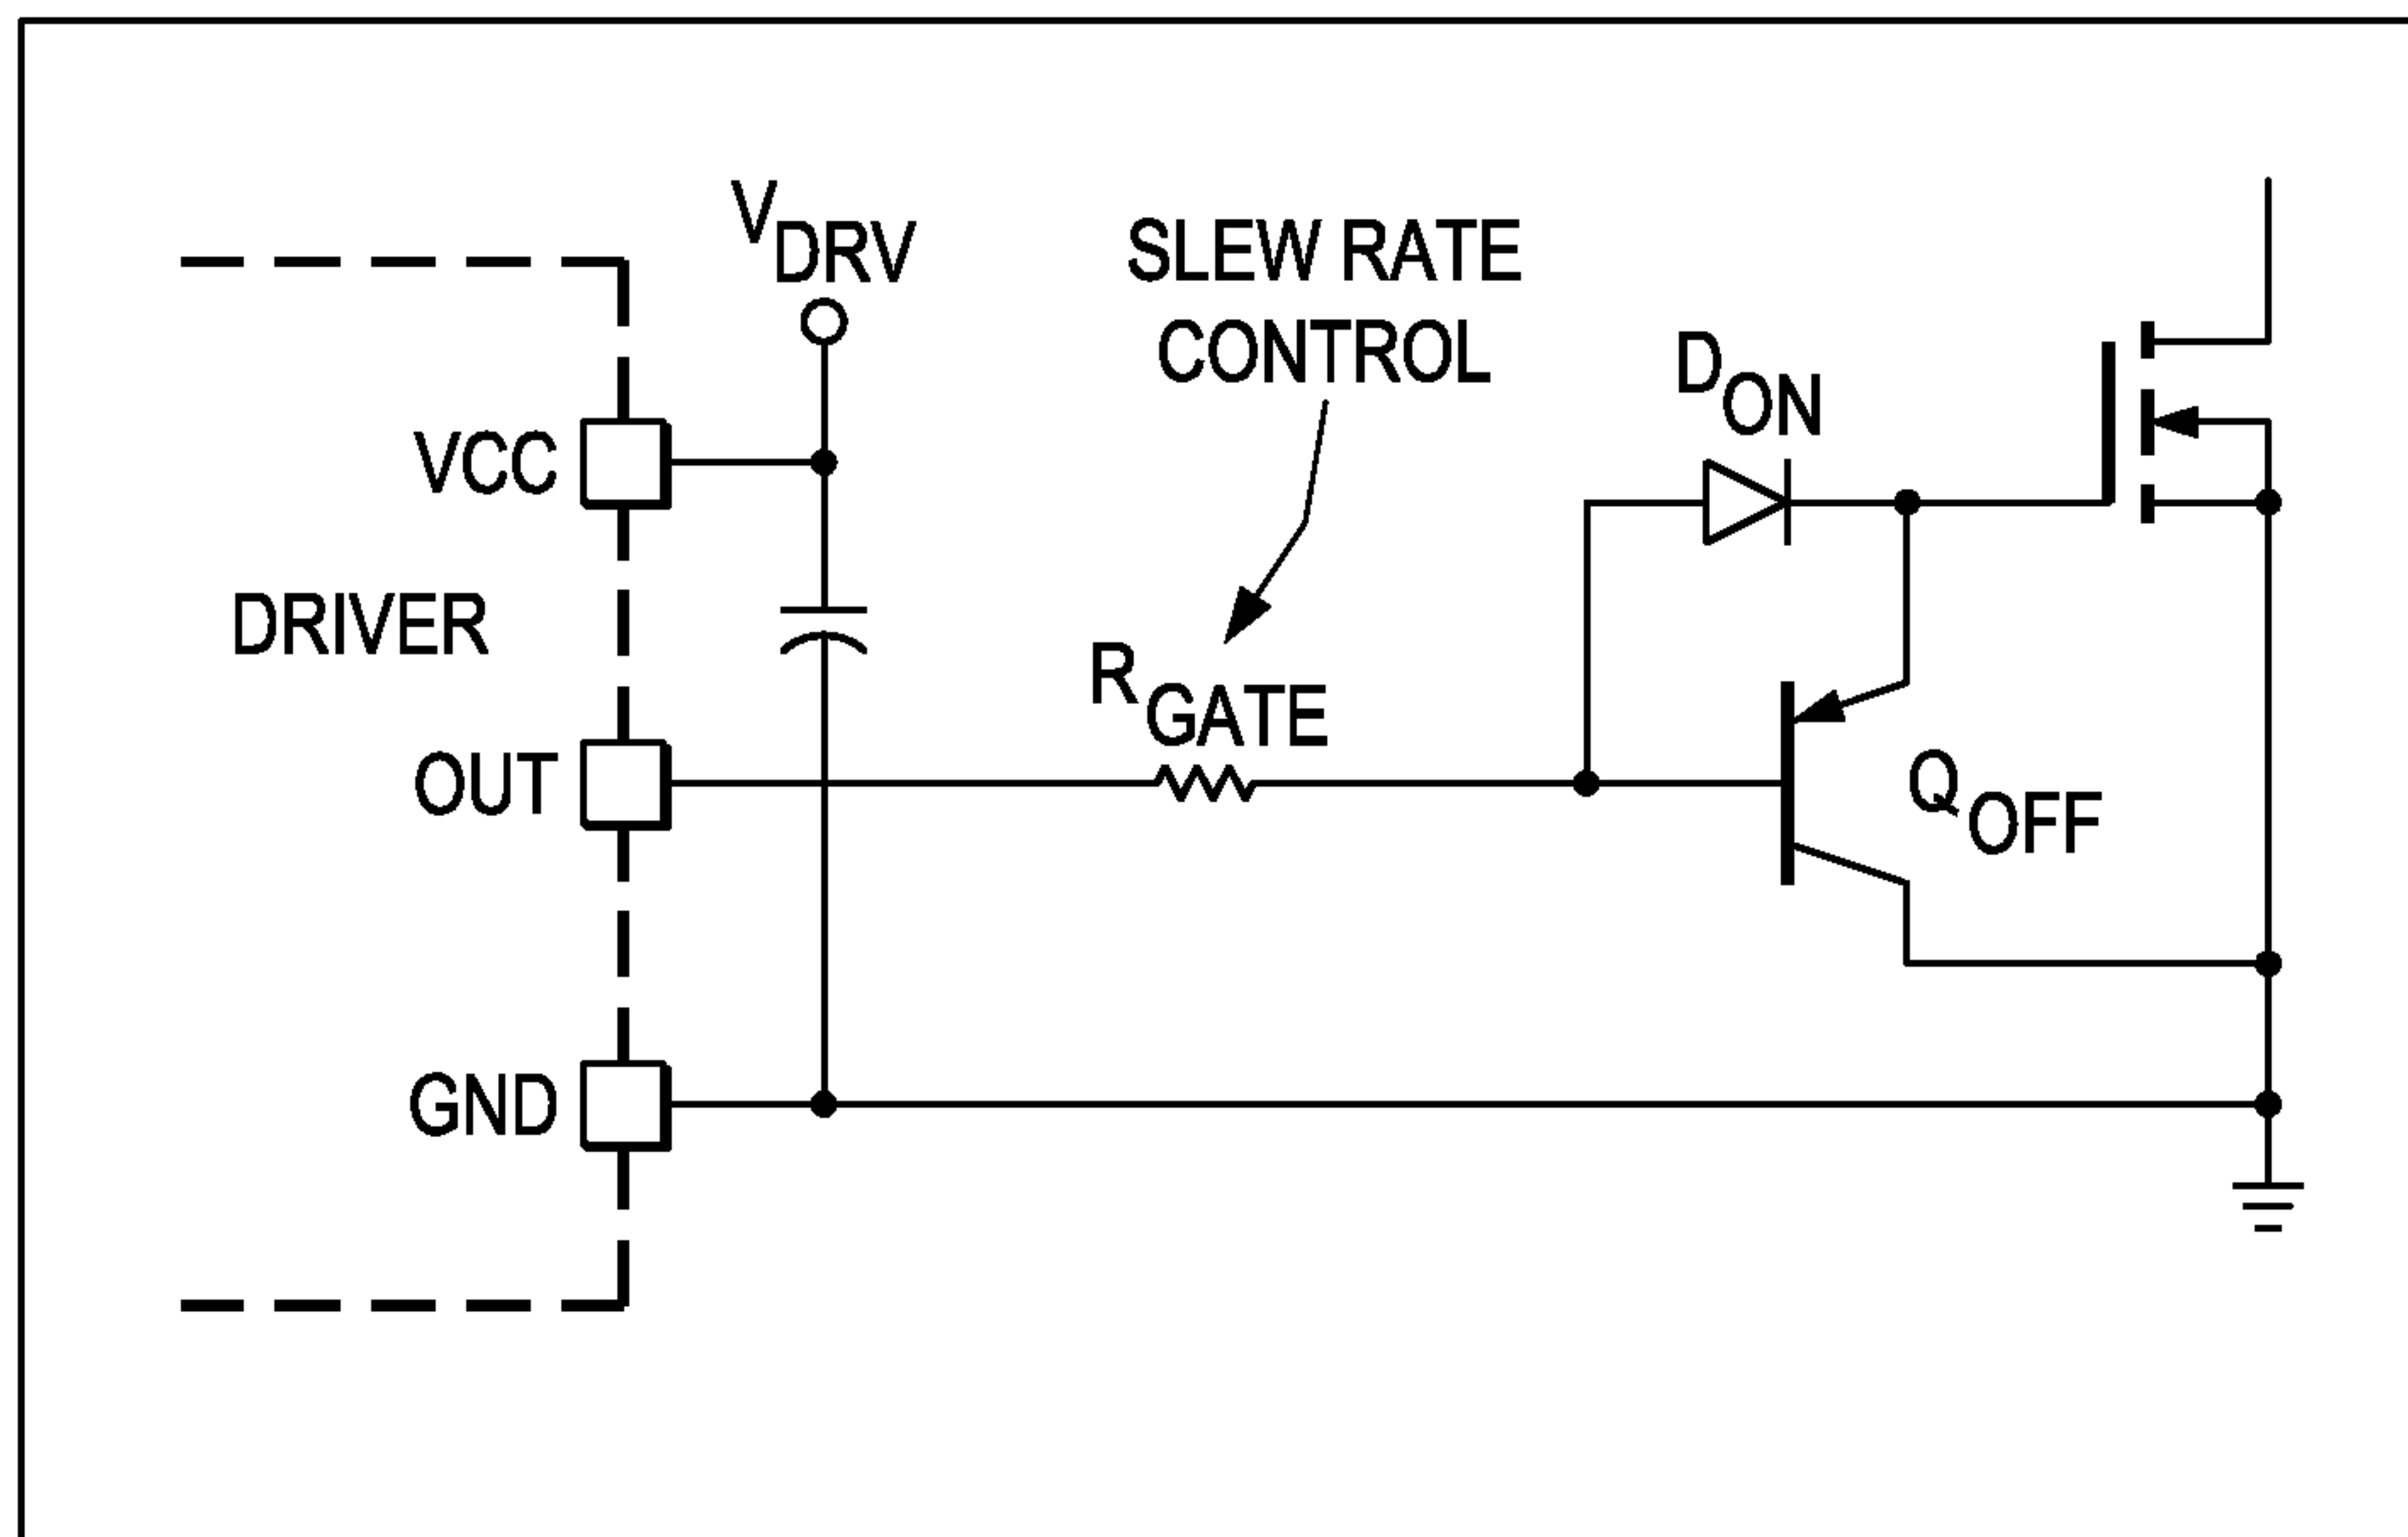 VDRV
SLEW RATE
CONTROL
DON
VCC
DRIVER
RGATE
OUT
QOFF
GND